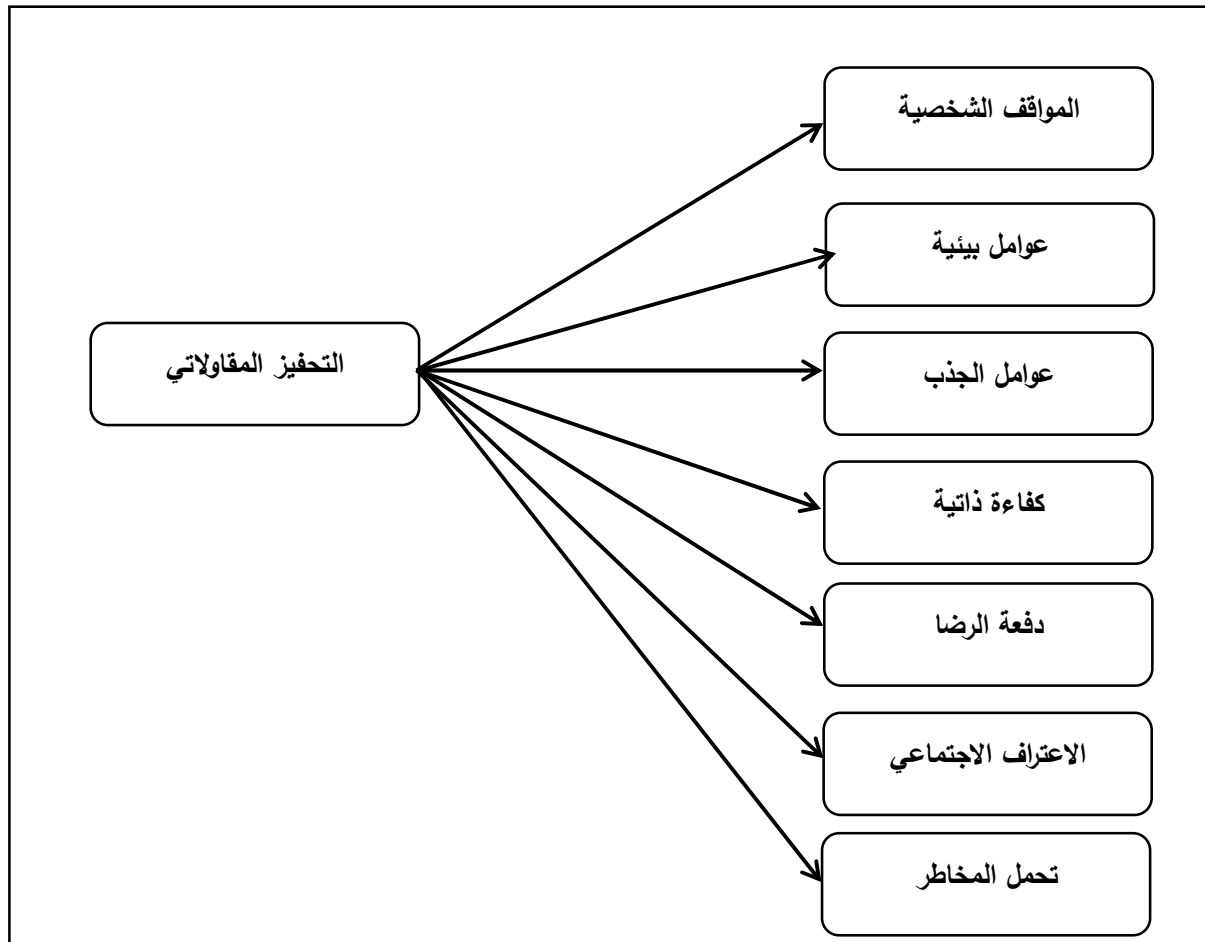 المواقف الشخصية
عوامل بيئية
التحفيز المقاولاتي
عوامل الجذب
كفاءة ذاتية
دفعة الرضا
الاعتراف الاجتماعي
تحمل المخاطر